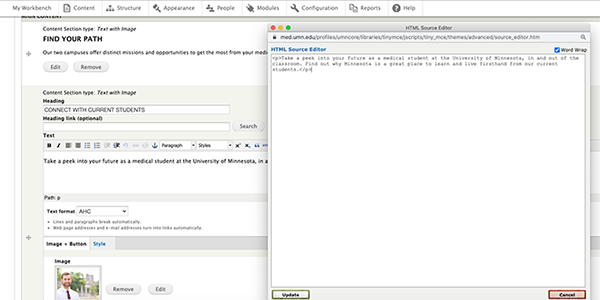 My Workbench Content Structure Appearance People Modules Configuration Reports Help
MAIN CONTENT
Content Section type: Text with Image
FIND YOUR PATH
Our two campuses offer distinct missions and opportunities to get the most from your medi
Edit Remove
Content Section type: Text with Image
Heading
CONNECT WITH CURRENT STUDENTS
Heading link (optional)
Search
Text
B I U ABC Paragraph Styles
Take a peek into your future as a medical student at the University of Minnesota, in a
Path: p
Text format AHC
Lines and paragraphs break automatically.
Web page addresses and e-mail addresses turn into links automatically.
Image + Button Style
Image
Remove Edit
HTML Source Editor
med.umn.edu/profiles/umncore/libraries/tinymce/jscripts/tiny_mce/themes/advanced/source_editor.htm
HTML Source Editor Word Wrap
<p>Take a peek into your future as a medical student at the University of Minnesota, in and out of the
classroom. Find out why Minnesota is a great place to learn and live firsthand from our current
students.</p>
Update Cancel